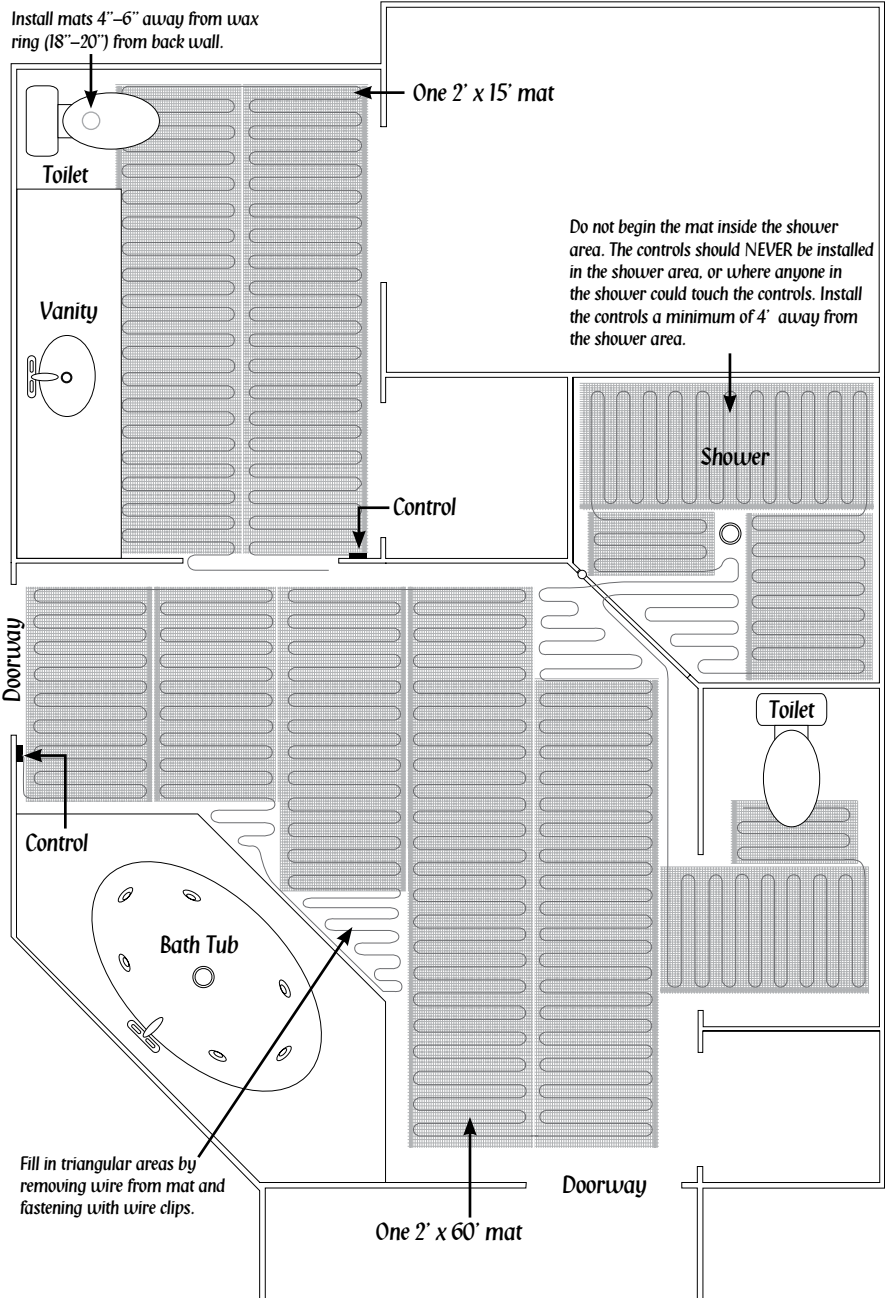 Install mats 4”–6” away from wax
ring (18”–20”) from back wall.
One 2’ x 15’ mat
Toilet
Do not begin the mat inside the shower
area. The controls should NEVER be installed
in the shower area, or where anyone in
the shower could touch the controls. Install
the controls a minimum of 4’ away from
the shower area.
Vanity
Shower
Control
Doorway
Toilet
Control
Bath Tub
Fill in triangular areas by
removing wire from mat and
fastening with wire clips.
Doorway
One 2’ x 60’ mat